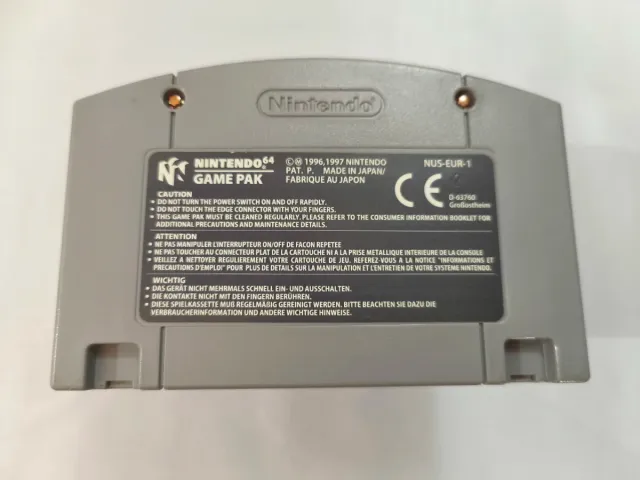 Nintendo
NINTENDO 64
GAME PAK
©Ⓜ 1996,1997 NINTENDO
PAT. P. MADE IN JAPAN/
FABRIQUE AU JAPON
NUS-EUR-1
CE
D-63760
Großostheim
CAUTION
• DO NOT TURN THE POWER SWITCH ON AND OFF RAPIDLY.
• DO NOT TOUCH THE EDGE CONNECTOR WITH YOUR FINGERS.
• THIS GAME PAK MUST BE CLEANED REGULARLY. PLEASE REFER TO THE CONSUMER INFORMATION BOOKLET FOR
ADDITIONAL PRECAUTIONS AND MAINTENANCE DETAILS.
ATTENTION
• NE PAS MANIPULER L'INTERRUPTEUR ON/OFF DE FACON REPETEE
• NE PAS TOUCHER AU CONNECTEUR PLAT DE LA CARTOUCHE NI A LA PRISE METALLIQUE INTERIEURE DE LA CONSOLE
• VEILLEZ A NETTOYER REGULIEREMENT VOTRE CARTOUCHE DE JEU. REFEREZ-VOUS A LA NOTICE "INFORMATIONS ET
PRECAUTIONS D'EMPLOI" POUR PLUS DE DETAILS SUR LA MANIPULATION ET L'ENTRETIEN DE VOTRE SYSTEME NINTENDO.
WICHTIG
• DAS GERÄT NICHT MEHRMALS SCHNELL EIN- UND AUSSCHALTEN.
• DIE KONTAKTE NICHT MIT DEN FINGERN BERÜHREN.
• DIESE SPIELKASSETTE MUß REGELMÄßIG GEREINIGT WERDEN. BITTE BEACHTEN SIE DAZU DIE
VERBRAUCHERINFORMATION UND ANDERE WICHTIGE HINWEISE.